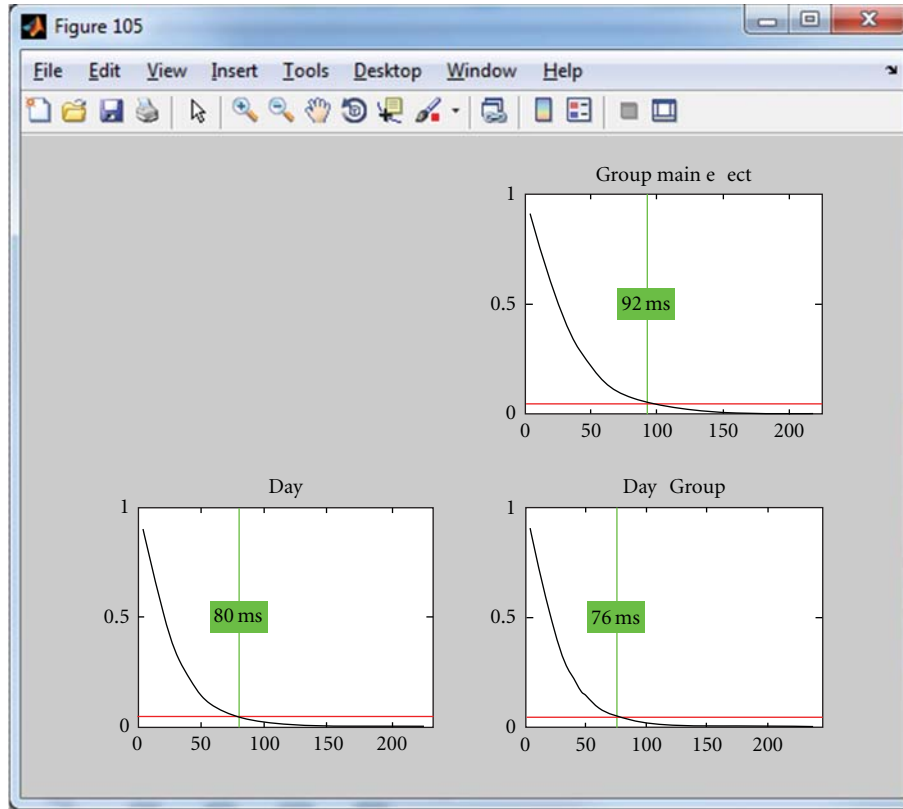 Figure 105
File Edit View Insert Tools Desktop Window Help
Group main e ect
1
0.5
0
92 ms
0 50 100 150 200
Day
1
0.5
0
80 ms
0 50 100 150 200
Day Group
1
0.5
0
76 ms
0 50 100 150 200